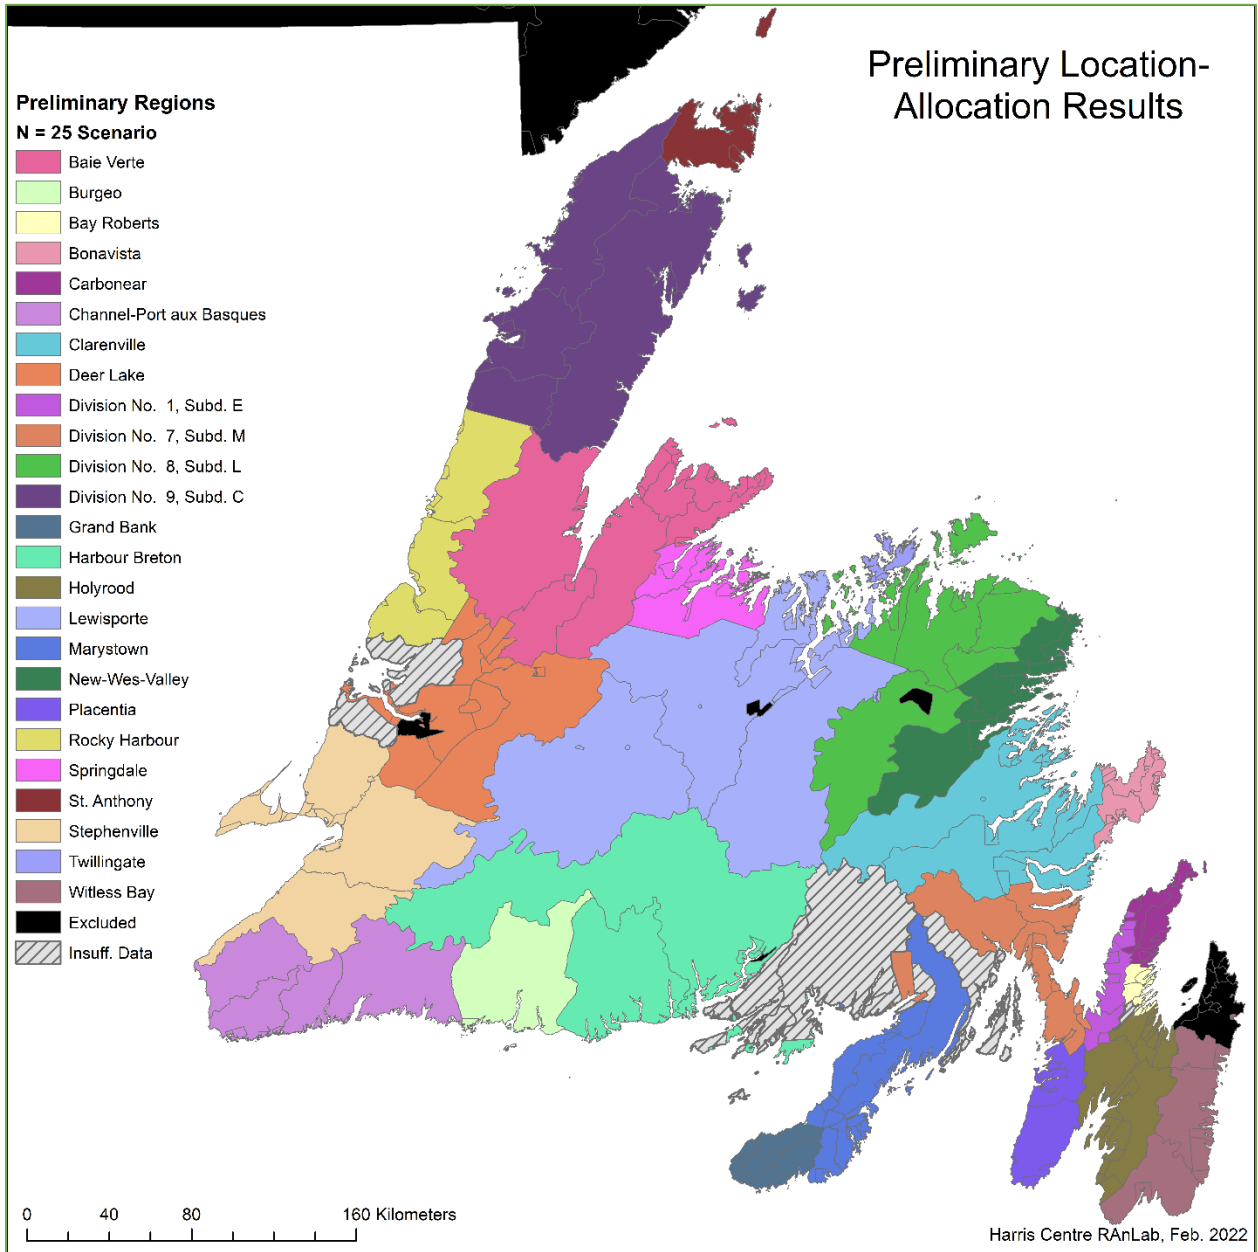 Preliminary Location-
Allocation Results
Preliminary Regions
N = 25 Scenario
Baie Verte
Burgeo
Bay Roberts
Bonavista
Carbonear
Channel-Port aux Basques
Clarenville
Deer Lake
Division No. 1, Subd. E
Division No. 7, Subd. M
Division No. 8, Subd. L
Division No. 9, Subd. C
Grand Bank
Harbour Breton
Holyrood
Lewisporte
Marystown
New-Wes-Valley
Placentia
Rocky Harbour
Springdale
St. Anthony
Stephenville
Twillingate
Witless Bay
Excluded
Insuff. Data
0 40 80 160 Kilometers
Harris Centre RAnLab, Feb. 2022